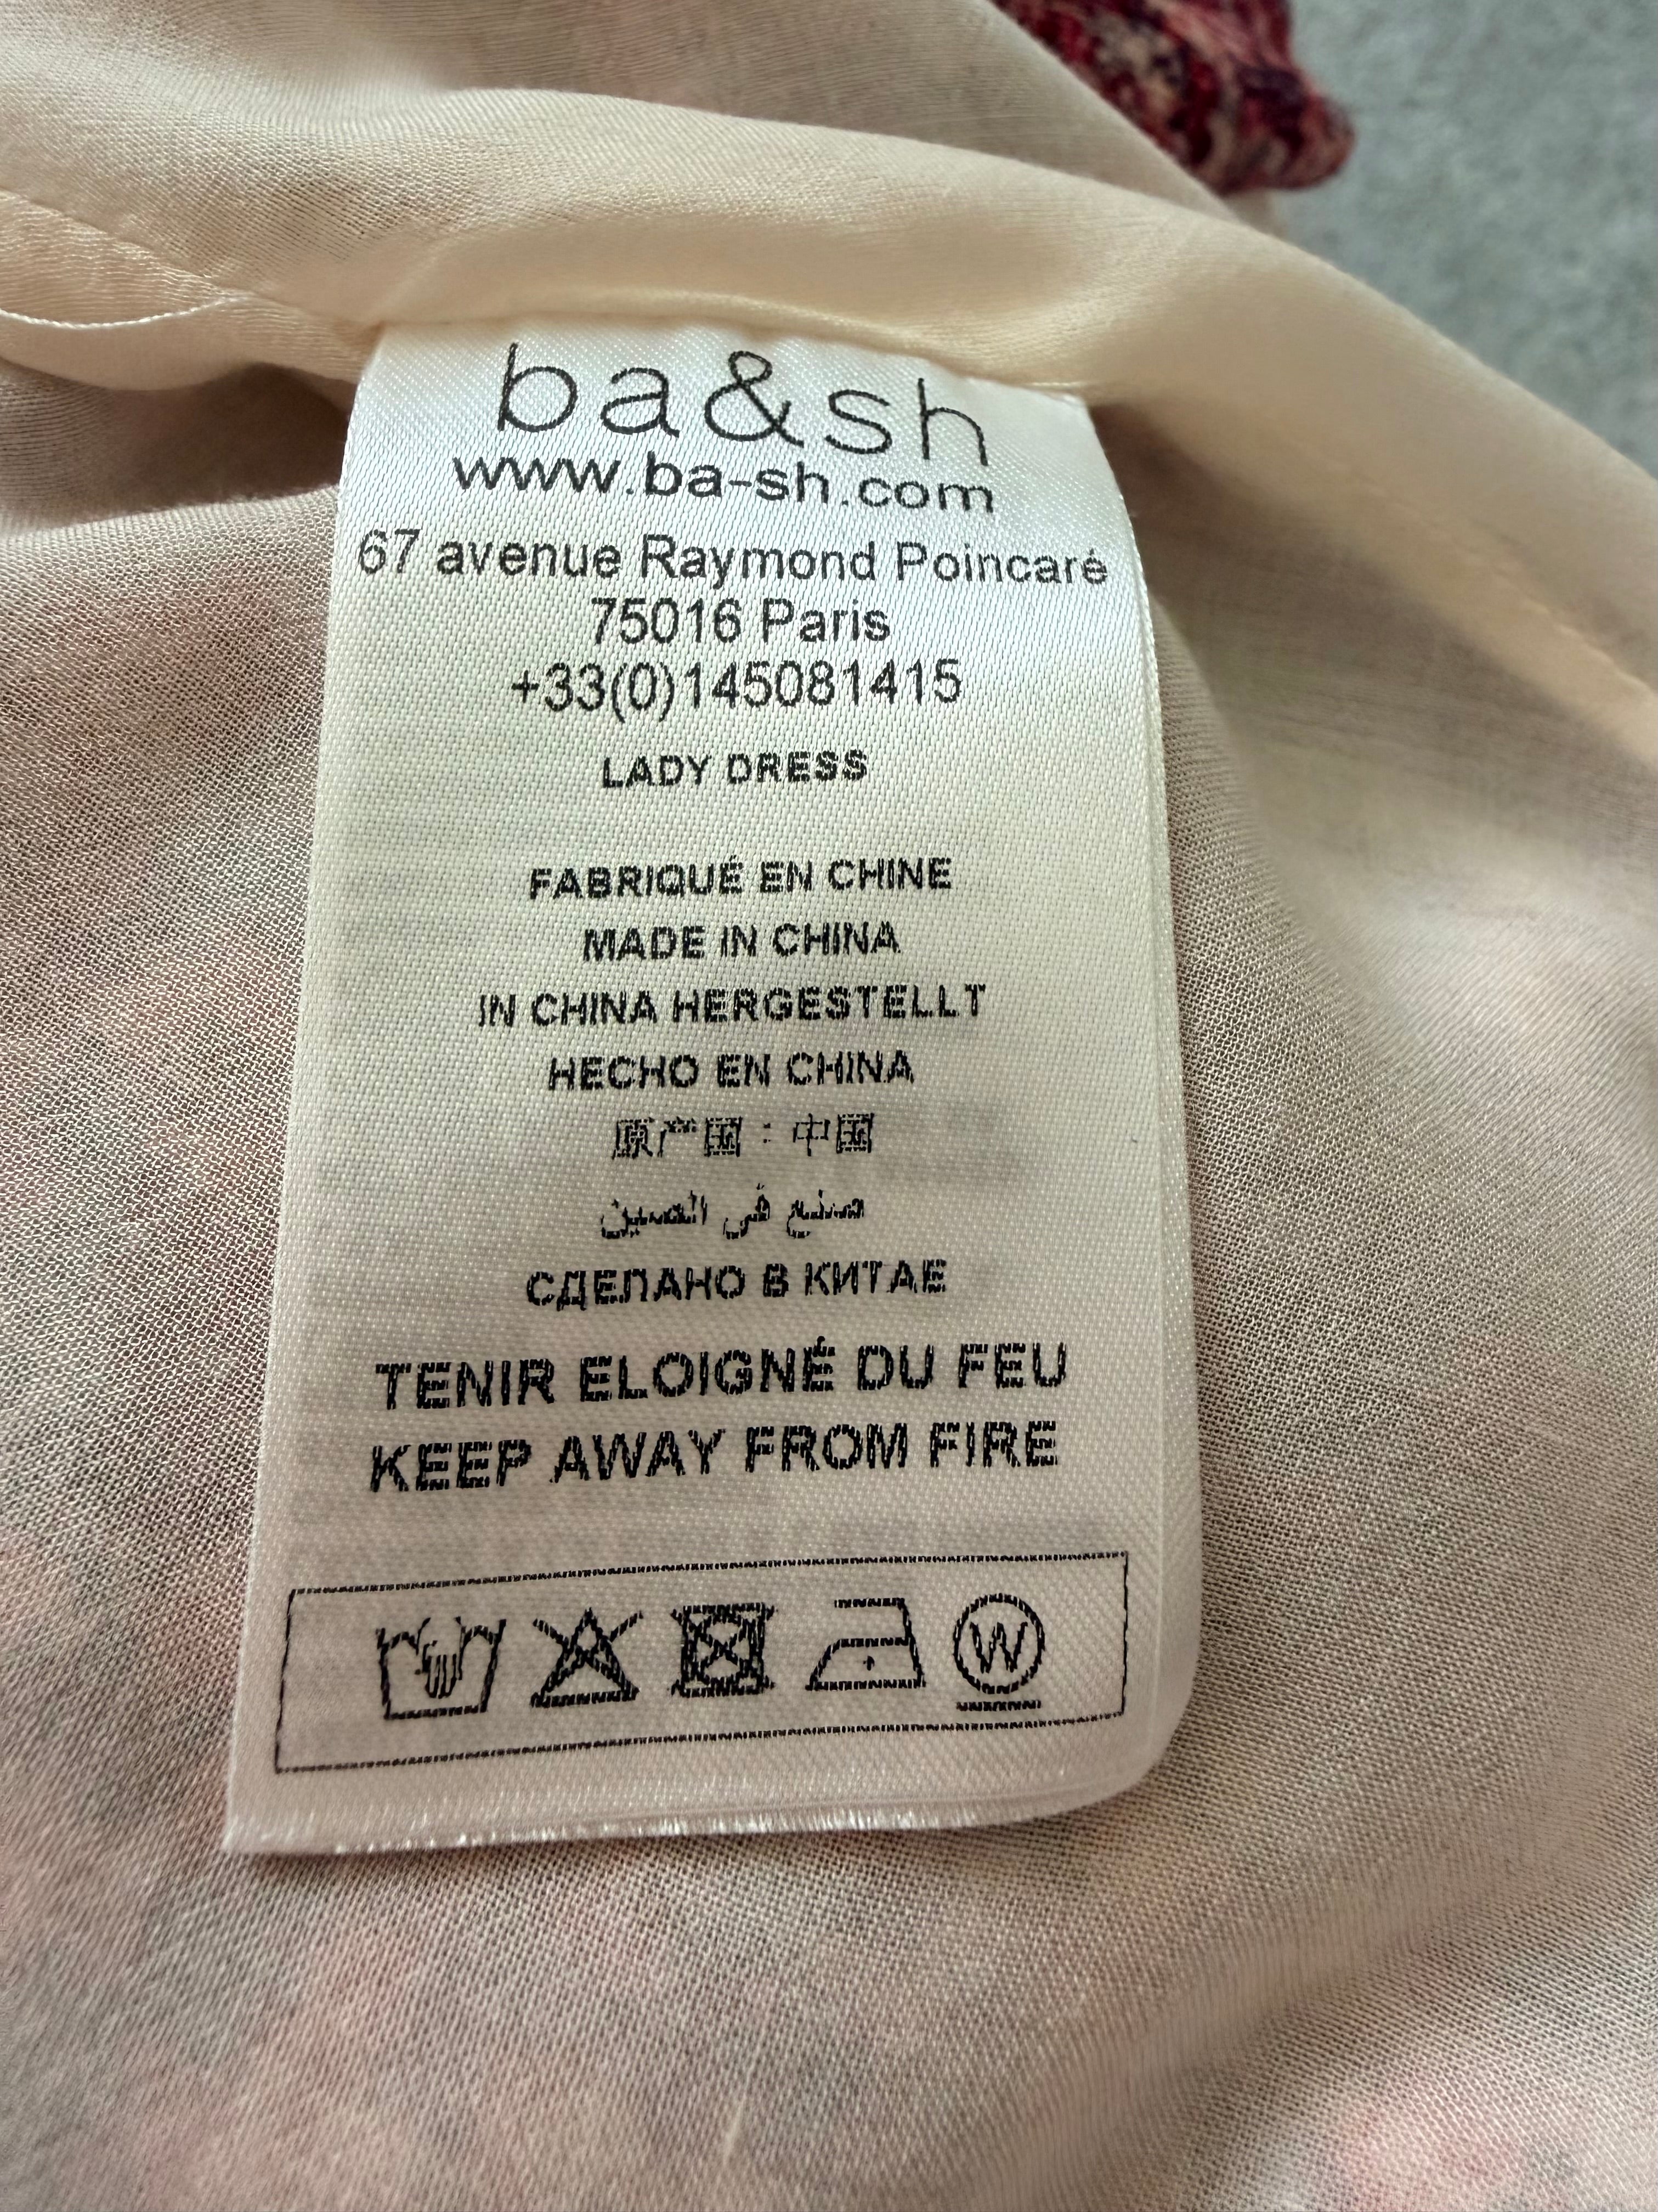 ba&sh
www.ba-sh.com
67 avenue Raymond Poincaré
75016 Paris
+33(0)145081415
LADY DRESS
FABRIQUÉ EN CHINE
MADE IN CHINA
IN CHINA HERGESTELLT
HECHO EN CHINA
原产国：中国
صنع في الصين
СДЕЛАНО В КИТАЕ
TENIR ELOIGNÉ DU FEU
KEEP AWAY FROM FIRE
W